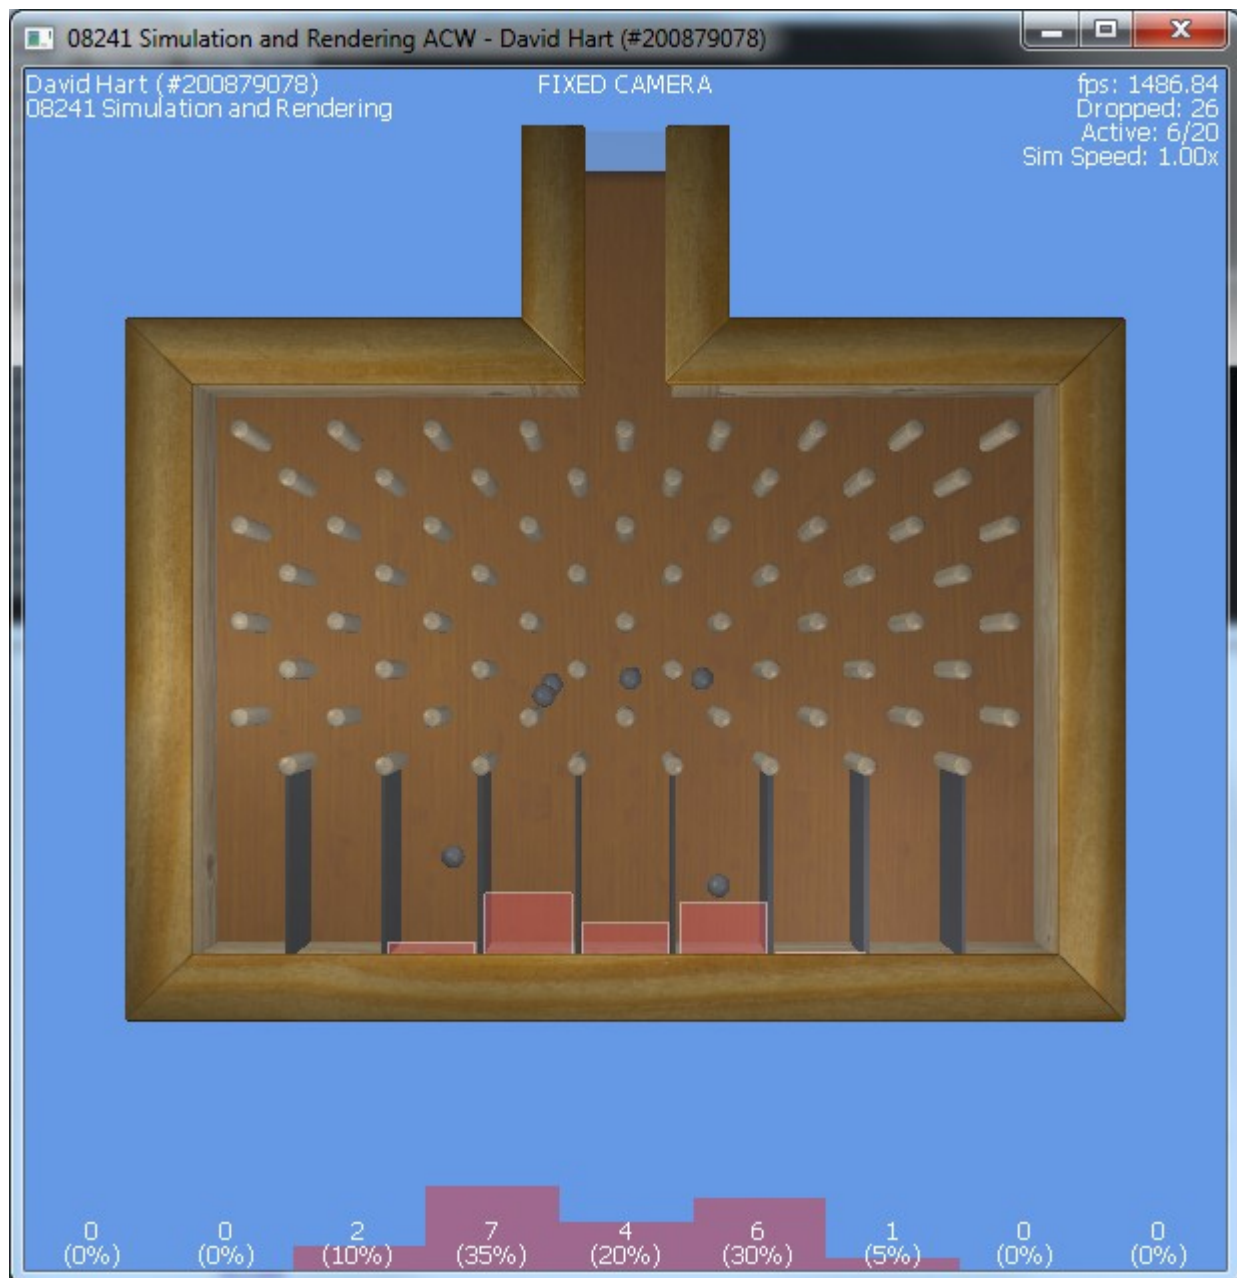 08241 Simulation and Rendering ACW - David Hart (#200879078)
David Hart (#200879078)
08241 Simulation and Rendering
FIXED CAMERA
fps: 1486.84
Dropped: 26
Active: 6/20
Sim Speed: 1.00x
0 0 2 7 4 6 1 0 0
(0%) (0%) (10%) (35%) (20%) (30%) (5%) (0%) (0%)